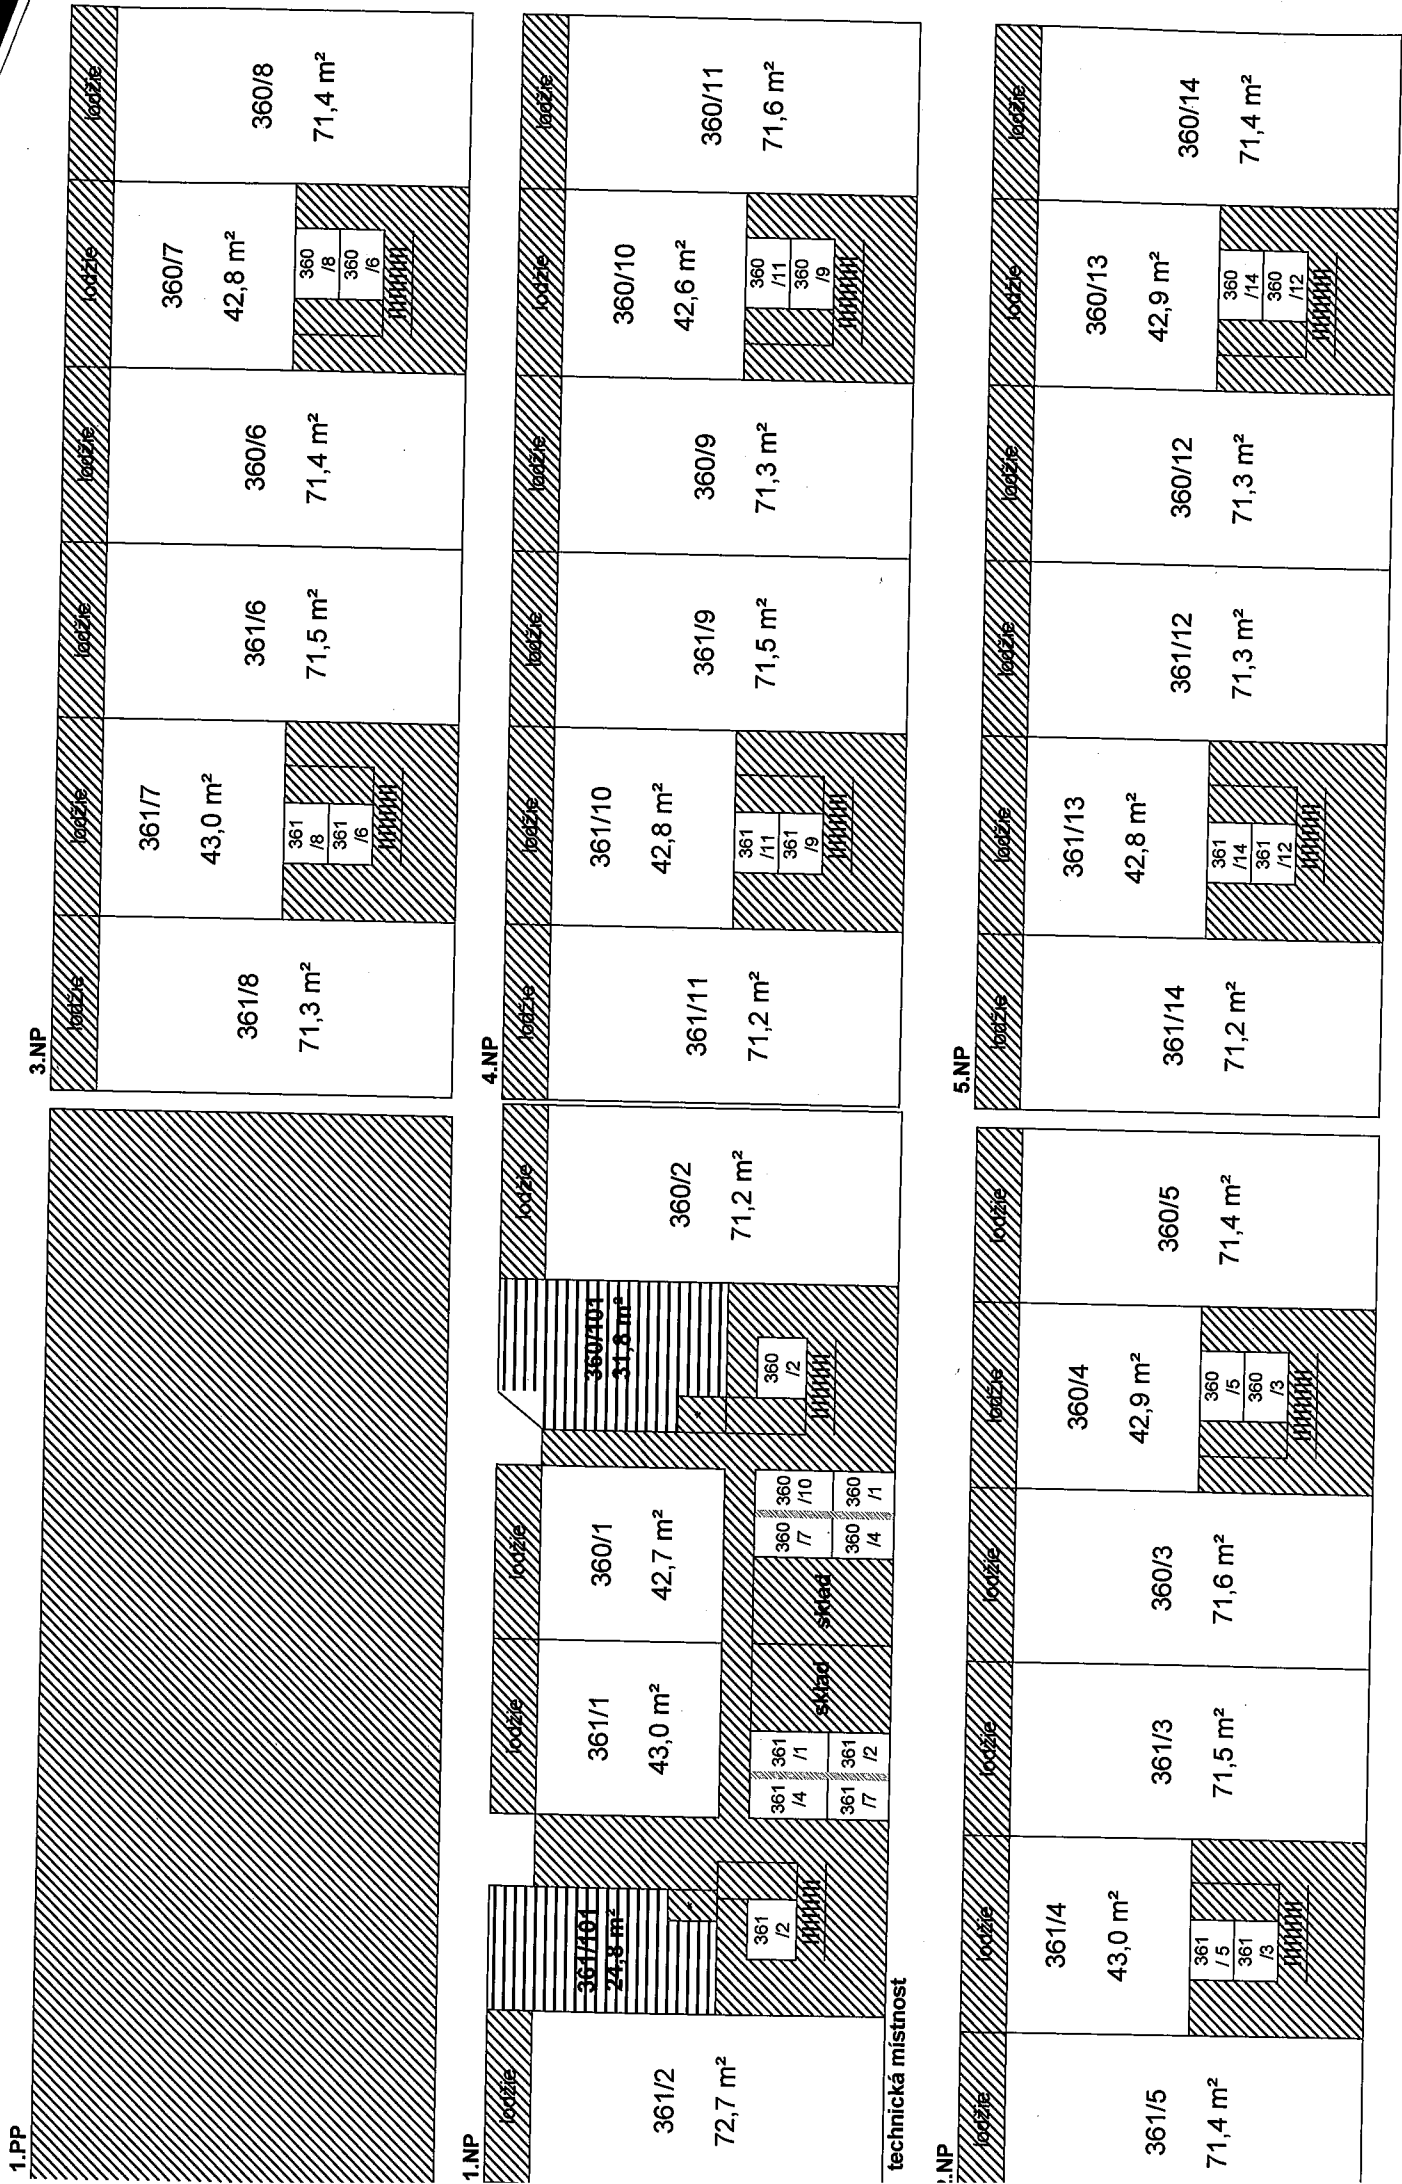 1.PP
1.NP
lodžie
lodžie
lodžie
lodžie
361/2
72,7 m²
361/101
24,8 m²
*
361
/2
361/1
43,0 m²
360/1
42,7 m²
361
/4
361
/1
361
/7
361
/2
sklad
sklad
360
/7
360
/10
360
/4
360
/1
360/101
31,8 m²
*
360
/2
360/2
71,2 m²
technická místnost
2.NP
lodžie
lodžie
lodžie
lodžie
lodžie
lodžie
361/5
71,4 m²
361/4
43,0 m²
361
/5
361
/3
361/3
71,5 m²
360/3
71,6 m²
360/4
42,9 m²
360
/5
360
/3
360/5
71,4 m²
3.NP
lodžie
lodžie
lodžie
lodžie
lodžie
lodžie
361/8
71,3 m²
361/7
43,0 m²
361
/8
361
/6
361/6
71,5 m²
360/6
71,4 m²
360/7
42,8 m²
360
/8
360
/6
360/8
71,4 m²
4.NP
lodžie
lodžie
lodžie
lodžie
lodžie
lodžie
361/11
71,2 m²
361/10
42,8 m²
361
/11
361
/9
361/9
71,5 m²
360/9
71,3 m²
360/10
42,6 m²
360
/11
360
/9
360/11
71,6 m²
5.NP
lodžie
lodžie
lodžie
lodžie
lodžie
lodžie
361/14
71,2 m²
361/13
42,8 m²
361
/14
361
/12
361/12
71,3 m²
360/12
71,3 m²
360/13
42,9 m²
360
/14
360
/12
360/14
71,4 m²